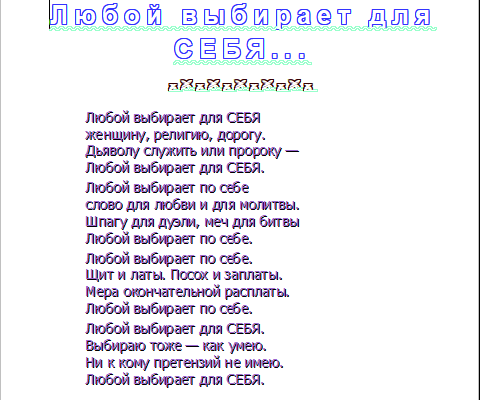 Любой выбирает для
СЕБЯ...
Любой выбирает для СЕБЯ
женщину, религию, дорогу.
Дьяволу служить или пророку —
Любой выбирает для СЕБЯ.
Любой выбирает по себе
слово для любви и для молитвы.
Шпагу для дуэли, меч для битвы
Любой выбирает по себе.
Любой выбирает по себе.
Щит и латы. Посох и заплаты.
Мера окончательной расплаты.
Любой выбирает по себе.
Любой выбирает для СЕБЯ.
Выбираю тоже — как умею.
Ни к кому претензий не имею.
Любой выбирает для СЕБЯ.